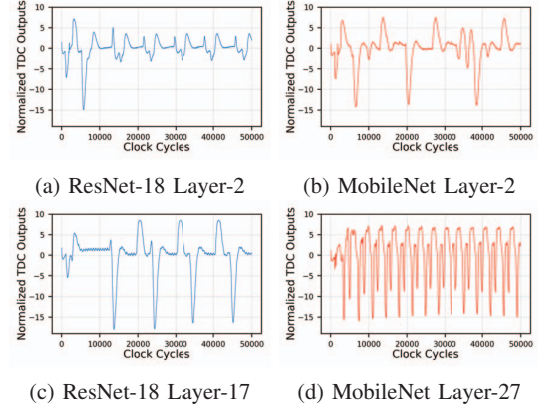 Normalized TDC Outputs
10
5
0
−5
−10
−15
0 10000 20000 30000 40000 50000
Clock Cycles
(a) ResNet-18 Layer-2
Normalized TDC Outputs
10
5
0
−5
−10
−15
0 10000 20000 30000 40000 50000
Clock Cycles
(b) MobileNet Layer-2
Normalized TDC Outputs
10
5
0
−5
−10
−15
0 10000 20000 30000 40000 50000
Clock Cycles
(c) ResNet-18 Layer-17
Normalized TDC Outputs
10
5
0
−5
−10
−15
0 10000 20000 30000 40000 50000
Clock Cycles
(d) MobileNet Layer-27